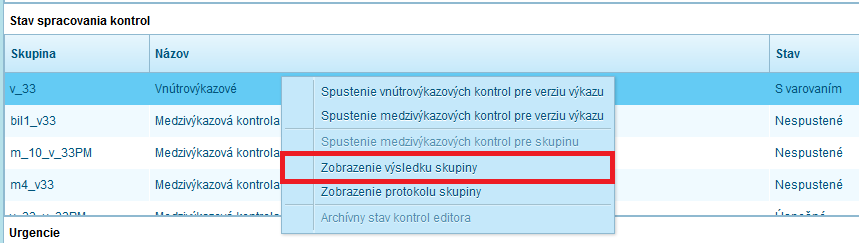 Stav spracovania kontrol
Skupina Názov Stav
v_33 Vnútrovýkazové S varovaním
Spustenie vnútrovýkazových kontrol pre verziu výkazu
bil1_v33 Medzivýkazová kontrola Nespustené
Spustenie medzivýkazových kontrol pre verziu výkazu
Spustenie medzivýkazových kontrol pre skupinu
m_10_v_33PM Medzivýkazová kontrola Nespustené
Zobrazenie výsledku skupiny
m4_v33 Medzivýkazová kontrola Nespustené
Zobrazenie protokolu skupiny
Medzivýkazová kontrola
Archívny stav kontrol editora
Urgencie